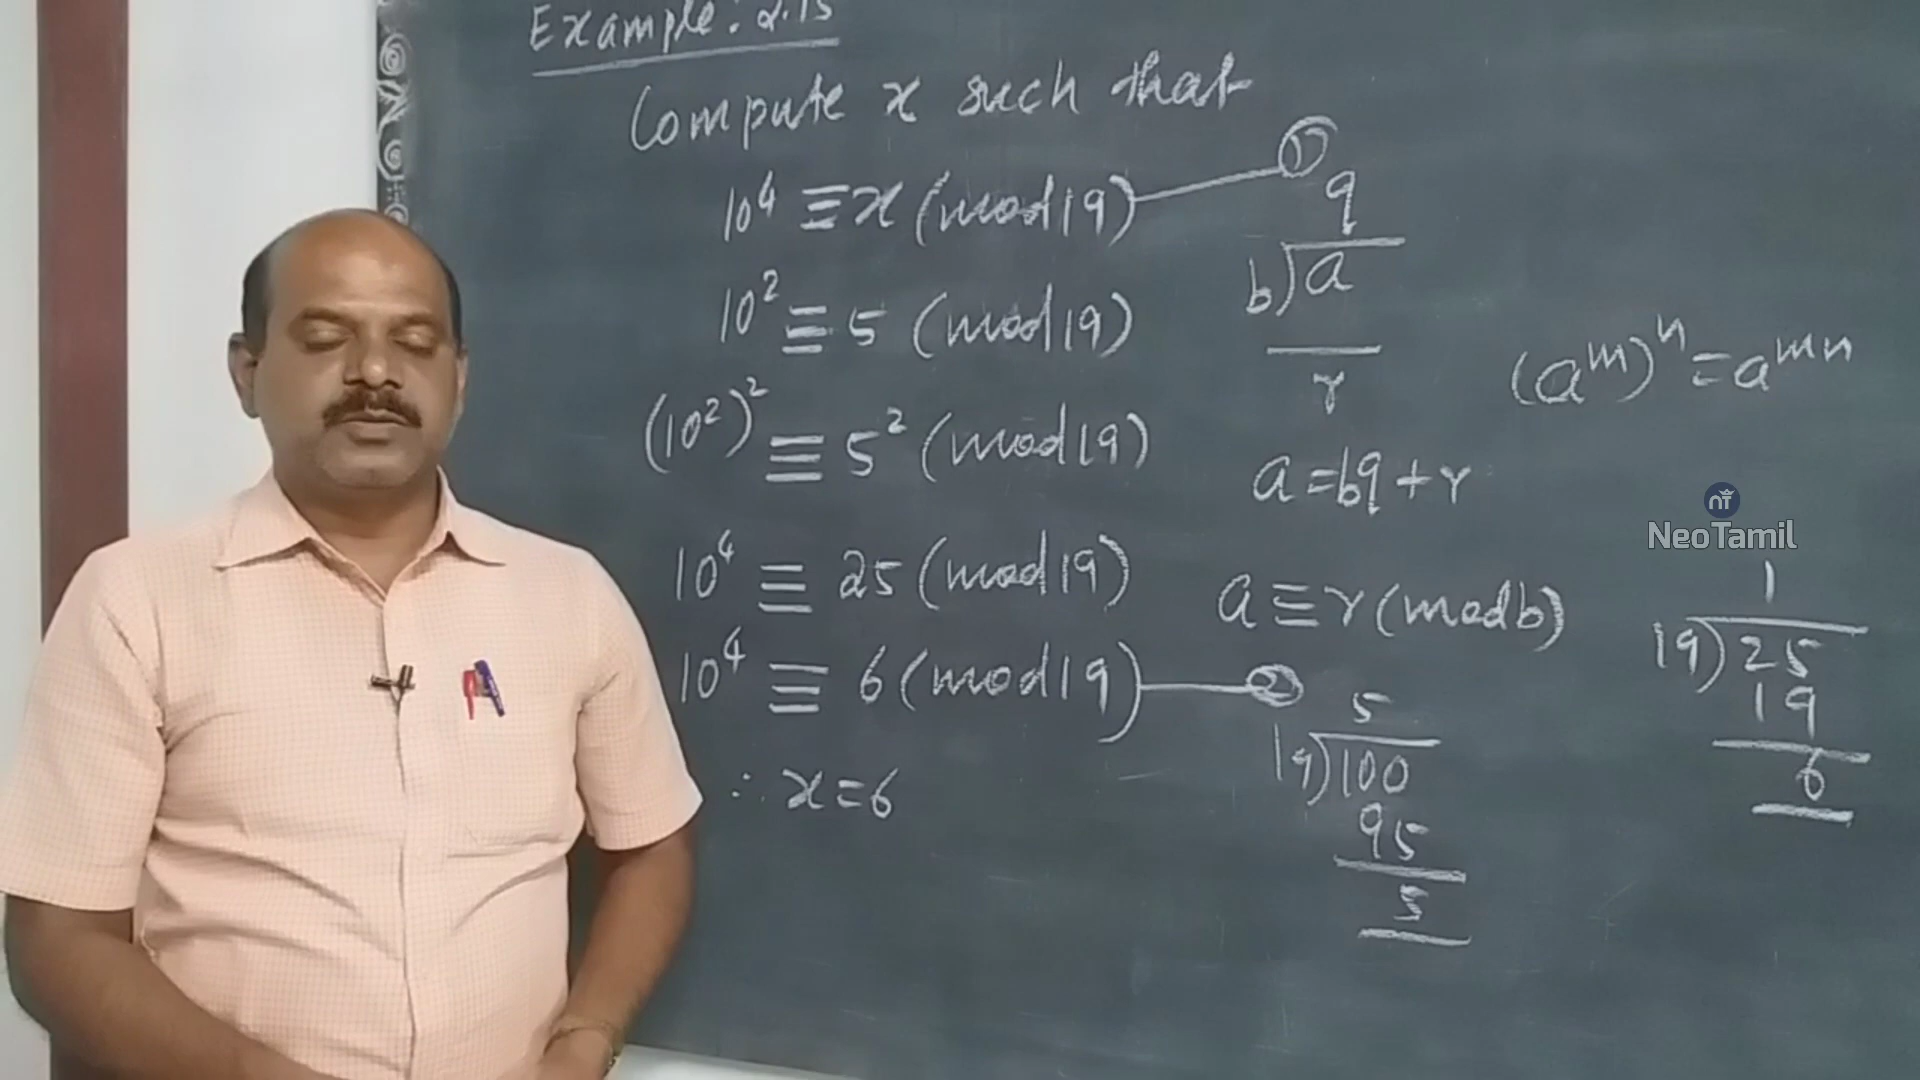 Example: 2.15
Compute x such that
10⁴ ≡ x (mod 19) — ①
10² ≡ 5 (mod 19)
(10²)² ≡ 5² (mod 19)
10⁴ ≡ 25 (mod 19)
10⁴ ≡ 6 (mod 19) — ②
∴ x = 6
q
b) a
r
a = bq + r
a ≡ r (mod b)
5
19) 100
95
5
(aᵐ)ⁿ = aᵐⁿ
NT
NeoTamil
1
19) 25
19
6